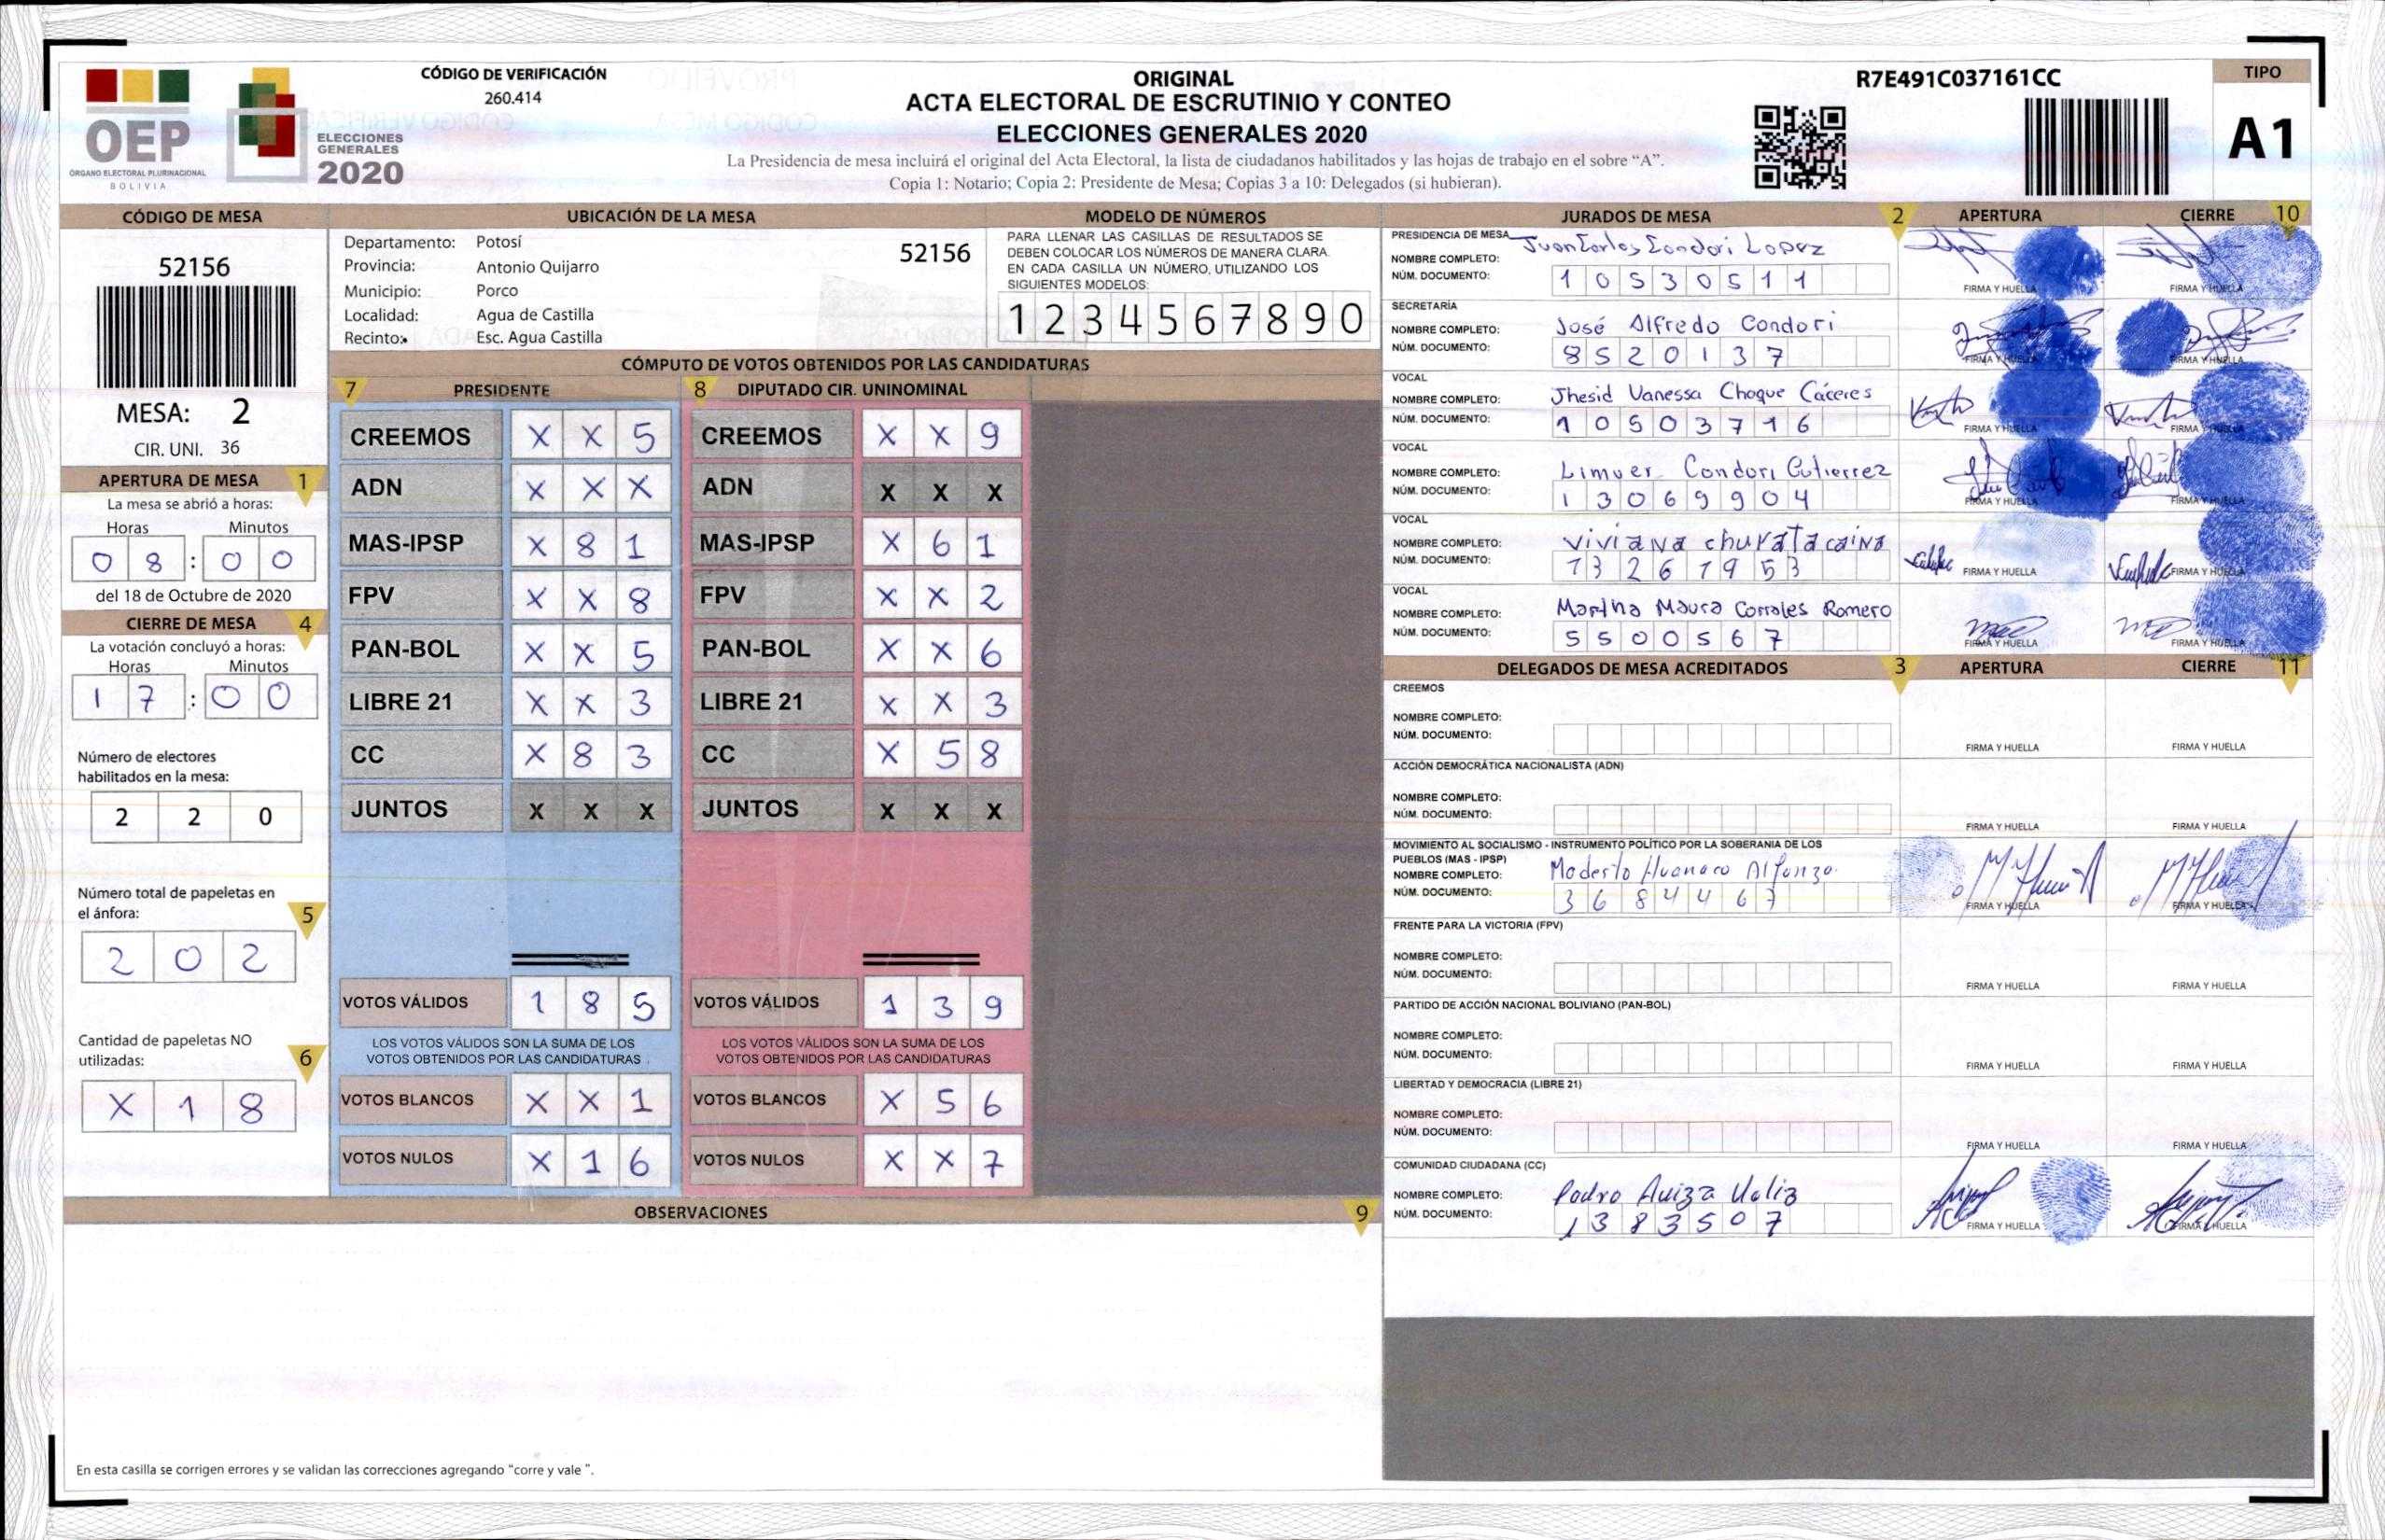 OEP
ÓRGANO ELECTORAL PLURINACIONAL
BOLIVIA
ELECCIONES
GENERALES
2020
CÓDIGO DE VERIFICACIÓN
260.414
ORIGINAL
ACTA ELECTORAL DE ESCRUTINIO Y CONTEO
ELECCIONES GENERALES 2020
La Presidencia de mesa incluirá el original del Acta Electoral, la lista de ciudadanos habilitados y las hojas de trabajo en el sobre “A”.
Copia 1: Notario; Copia 2: Presidente de Mesa; Copias 3 a 10: Delegados (si hubieran).
R7E491C037161CC
TIPO
A1
CÓDIGO DE MESA
52156
MESA: 2
CIR. UNI. 36
APERTURA DE MESA 1
La mesa se abrió a horas:
Horas Minutos
0 8 : 0 0
del 18 de Octubre de 2020
CIERRE DE MESA 4
La votación concluyó a horas:
Horas Minutos
1 7 : 0 0
Número de electores
habilitados en la mesa:
2 2 0
Número total de papeletas en
el ánfora: 5
2 0 2
Cantidad de papeletas NO
utilizadas: 6
X 1 8
UBICACIÓN DE LA MESA
Departamento: Potosí 52156
Provincia: Antonio Quijarro
Municipio: Porco
Localidad: Agua de Castilla
Recinto: Esc. Agua Castilla
MODELO DE NÚMEROS
PARA LLENAR LAS CASILLAS DE RESULTADOS SE
DEBEN COLOCAR LOS NÚMEROS DE MANERA CLARA.
EN CADA CASILLA UN NÚMERO, UTILIZANDO LOS
SIGUIENTES MODELOS:
1 2 3 4 5 6 7 8 9 0
CÓMPUTO DE VOTOS OBTENIDOS POR LAS CANDIDATURAS
7 PRESIDENTE
CREEMOS X X 5
ADN X X X
MAS-IPSP X 8 1
FPV X X 8
PAN-BOL X X 5
LIBRE 21 X X 3
CC X 8 3
JUNTOS X X X
VOTOS VÁLIDOS 1 8 5
LOS VOTOS VÁLIDOS SON LA SUMA DE LOS
VOTOS OBTENIDOS POR LAS CANDIDATURAS
VOTOS BLANCOS X X 1
VOTOS NULOS X 1 6
8 DIPUTADO CIR. UNINOMINAL
CREEMOS X X 9
ADN X X X
MAS-IPSP X 6 1
FPV X X 2
PAN-BOL X X 6
LIBRE 21 X X 3
CC X 5 8
JUNTOS X X X
VOTOS VÁLIDOS 1 3 9
LOS VOTOS VÁLIDOS SON LA SUMA DE LOS
VOTOS OBTENIDOS POR LAS CANDIDATURAS
VOTOS BLANCOS X 5 6
VOTOS NULOS X X 7
OBSERVACIONES 9
En esta casilla se corrigen errores y se validan las correcciones agregando “corre y vale ”.
JURADOS DE MESA 2 APERTURA CIERRE 10
PRESIDENCIA DE MESA
NOMBRE COMPLETO: Juan Carlos Condori Lopez
NÚM. DOCUMENTO: 1 0 5 3 0 5 1 1
FIRMA Y HUELLA FIRMA Y HUELLA
SECRETARÍA
NOMBRE COMPLETO: José Alfredo Condori
NÚM. DOCUMENTO: 8 5 2 0 1 3 7
FIRMA Y HUELLA FIRMA Y HUELLA
VOCAL
NOMBRE COMPLETO: Jhesid Vanessa Choque Cáceres
NÚM. DOCUMENTO: 1 0 5 0 3 7 1 6
FIRMA Y HUELLA FIRMA Y HUELLA
VOCAL
NOMBRE COMPLETO: Limver Condori Gutierrez
NÚM. DOCUMENTO: 1 3 0 6 9 9 0 4
FIRMA Y HUELLA FIRMA Y HUELLA
VOCAL
NOMBRE COMPLETO: viviana churata caina
NÚM. DOCUMENTO: 1 3 2 6 1 9 5 3
FIRMA Y HUELLA FIRMA Y HUELLA
VOCAL
NOMBRE COMPLETO: Martha Maura Corrales Romero
NÚM. DOCUMENTO: 5 5 0 0 5 6 7
FIRMA Y HUELLA FIRMA Y HUELLA
DELEGADOS DE MESA ACREDITADOS 3 APERTURA CIERRE 11
CREEMOS
NOMBRE COMPLETO:
NÚM. DOCUMENTO:
FIRMA Y HUELLA FIRMA Y HUELLA
ACCIÓN DEMOCRÁTICA NACIONALISTA (ADN)
NOMBRE COMPLETO:
NÚM. DOCUMENTO:
FIRMA Y HUELLA FIRMA Y HUELLA
MOVIMIENTO AL SOCIALISMO - INSTRUMENTO POLÍTICO POR LA SOBERANIA DE LOS
PUEBLOS (MAS - IPSP)
NOMBRE COMPLETO: Modesto Huanaco Alfonzo
NÚM. DOCUMENTO: 3 6 8 4 4 6 7
FIRMA Y HUELLA FIRMA Y HUELLA
FRENTE PARA LA VICTORIA (FPV)
NOMBRE COMPLETO:
NÚM. DOCUMENTO:
FIRMA Y HUELLA FIRMA Y HUELLA
PARTIDO DE ACCIÓN NACIONAL BOLIVIANO (PAN-BOL)
NOMBRE COMPLETO:
NÚM. DOCUMENTO:
FIRMA Y HUELLA FIRMA Y HUELLA
LIBERTAD Y DEMOCRACIA (LIBRE 21)
NOMBRE COMPLETO:
NÚM. DOCUMENTO:
FIRMA Y HUELLA FIRMA Y HUELLA
COMUNIDAD CIUDADANA (CC)
NOMBRE COMPLETO: Pedro
NÚM. DOCUMENTO: 1 3 8 3 5 0 7
FIRMA Y HUELLA FIRMA Y HUELLA